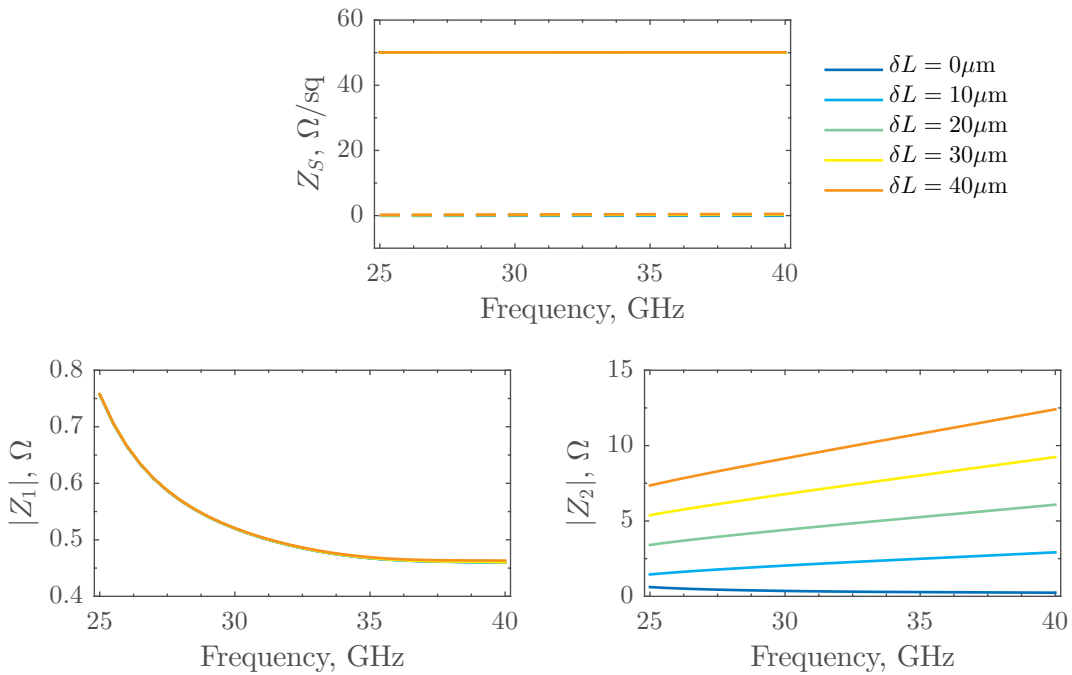 60
40
20
0
Z_S, Ω/sq
25
30
35
40
Frequency, GHz
δL = 0μm
δL = 10μm
δL = 20μm
δL = 30μm
δL = 40μm
0.8
0.7
0.6
0.5
0.4
|Z_1|, Ω
25
30
35
40
Frequency, GHz
15
10
5
0
|Z_2|, Ω
25
30
35
40
Frequency, GHz